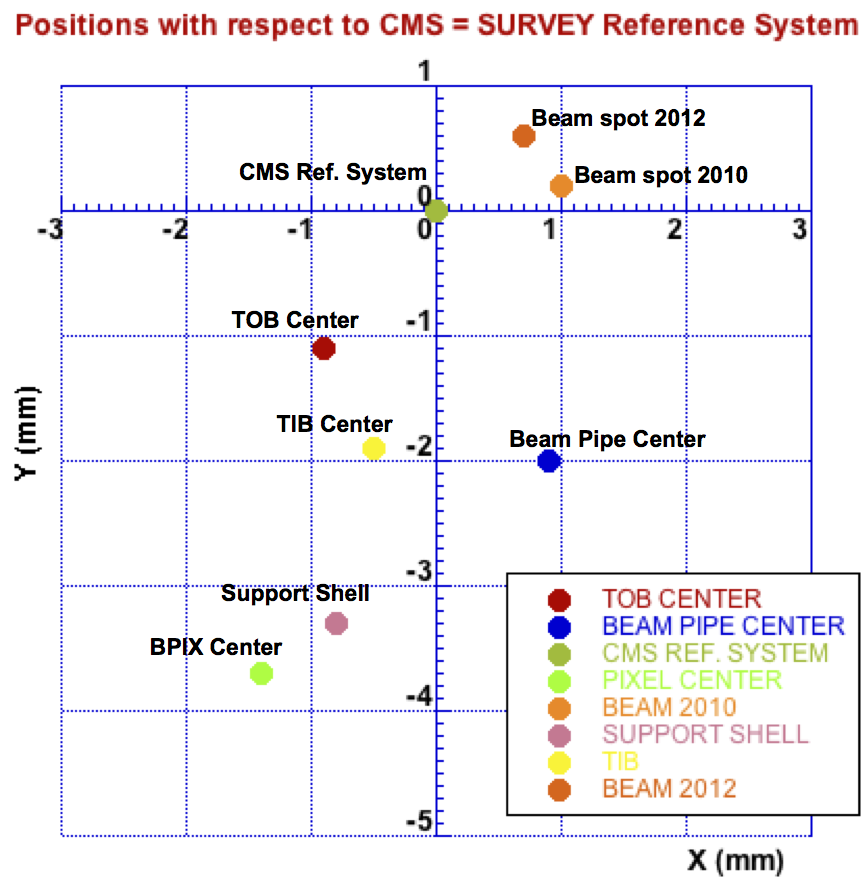 Positions with respect to CMS = SURVEY Reference System
1
Beam spot 2012
CMS Ref. System
Beam spot 2010
0
-3 -2 -1 0 1 2 3
TOB Center
-1
TIB Center
Beam Pipe Center
-2
Y (mm)
-3
Support Shell
BPIX Center
-4
TOB CENTER
BEAM PIPE CENTER
CMS REF. SYSTEM
PIXEL CENTER
BEAM 2010
SUPPORT SHELL
TIB
BEAM 2012
-5
X (mm)